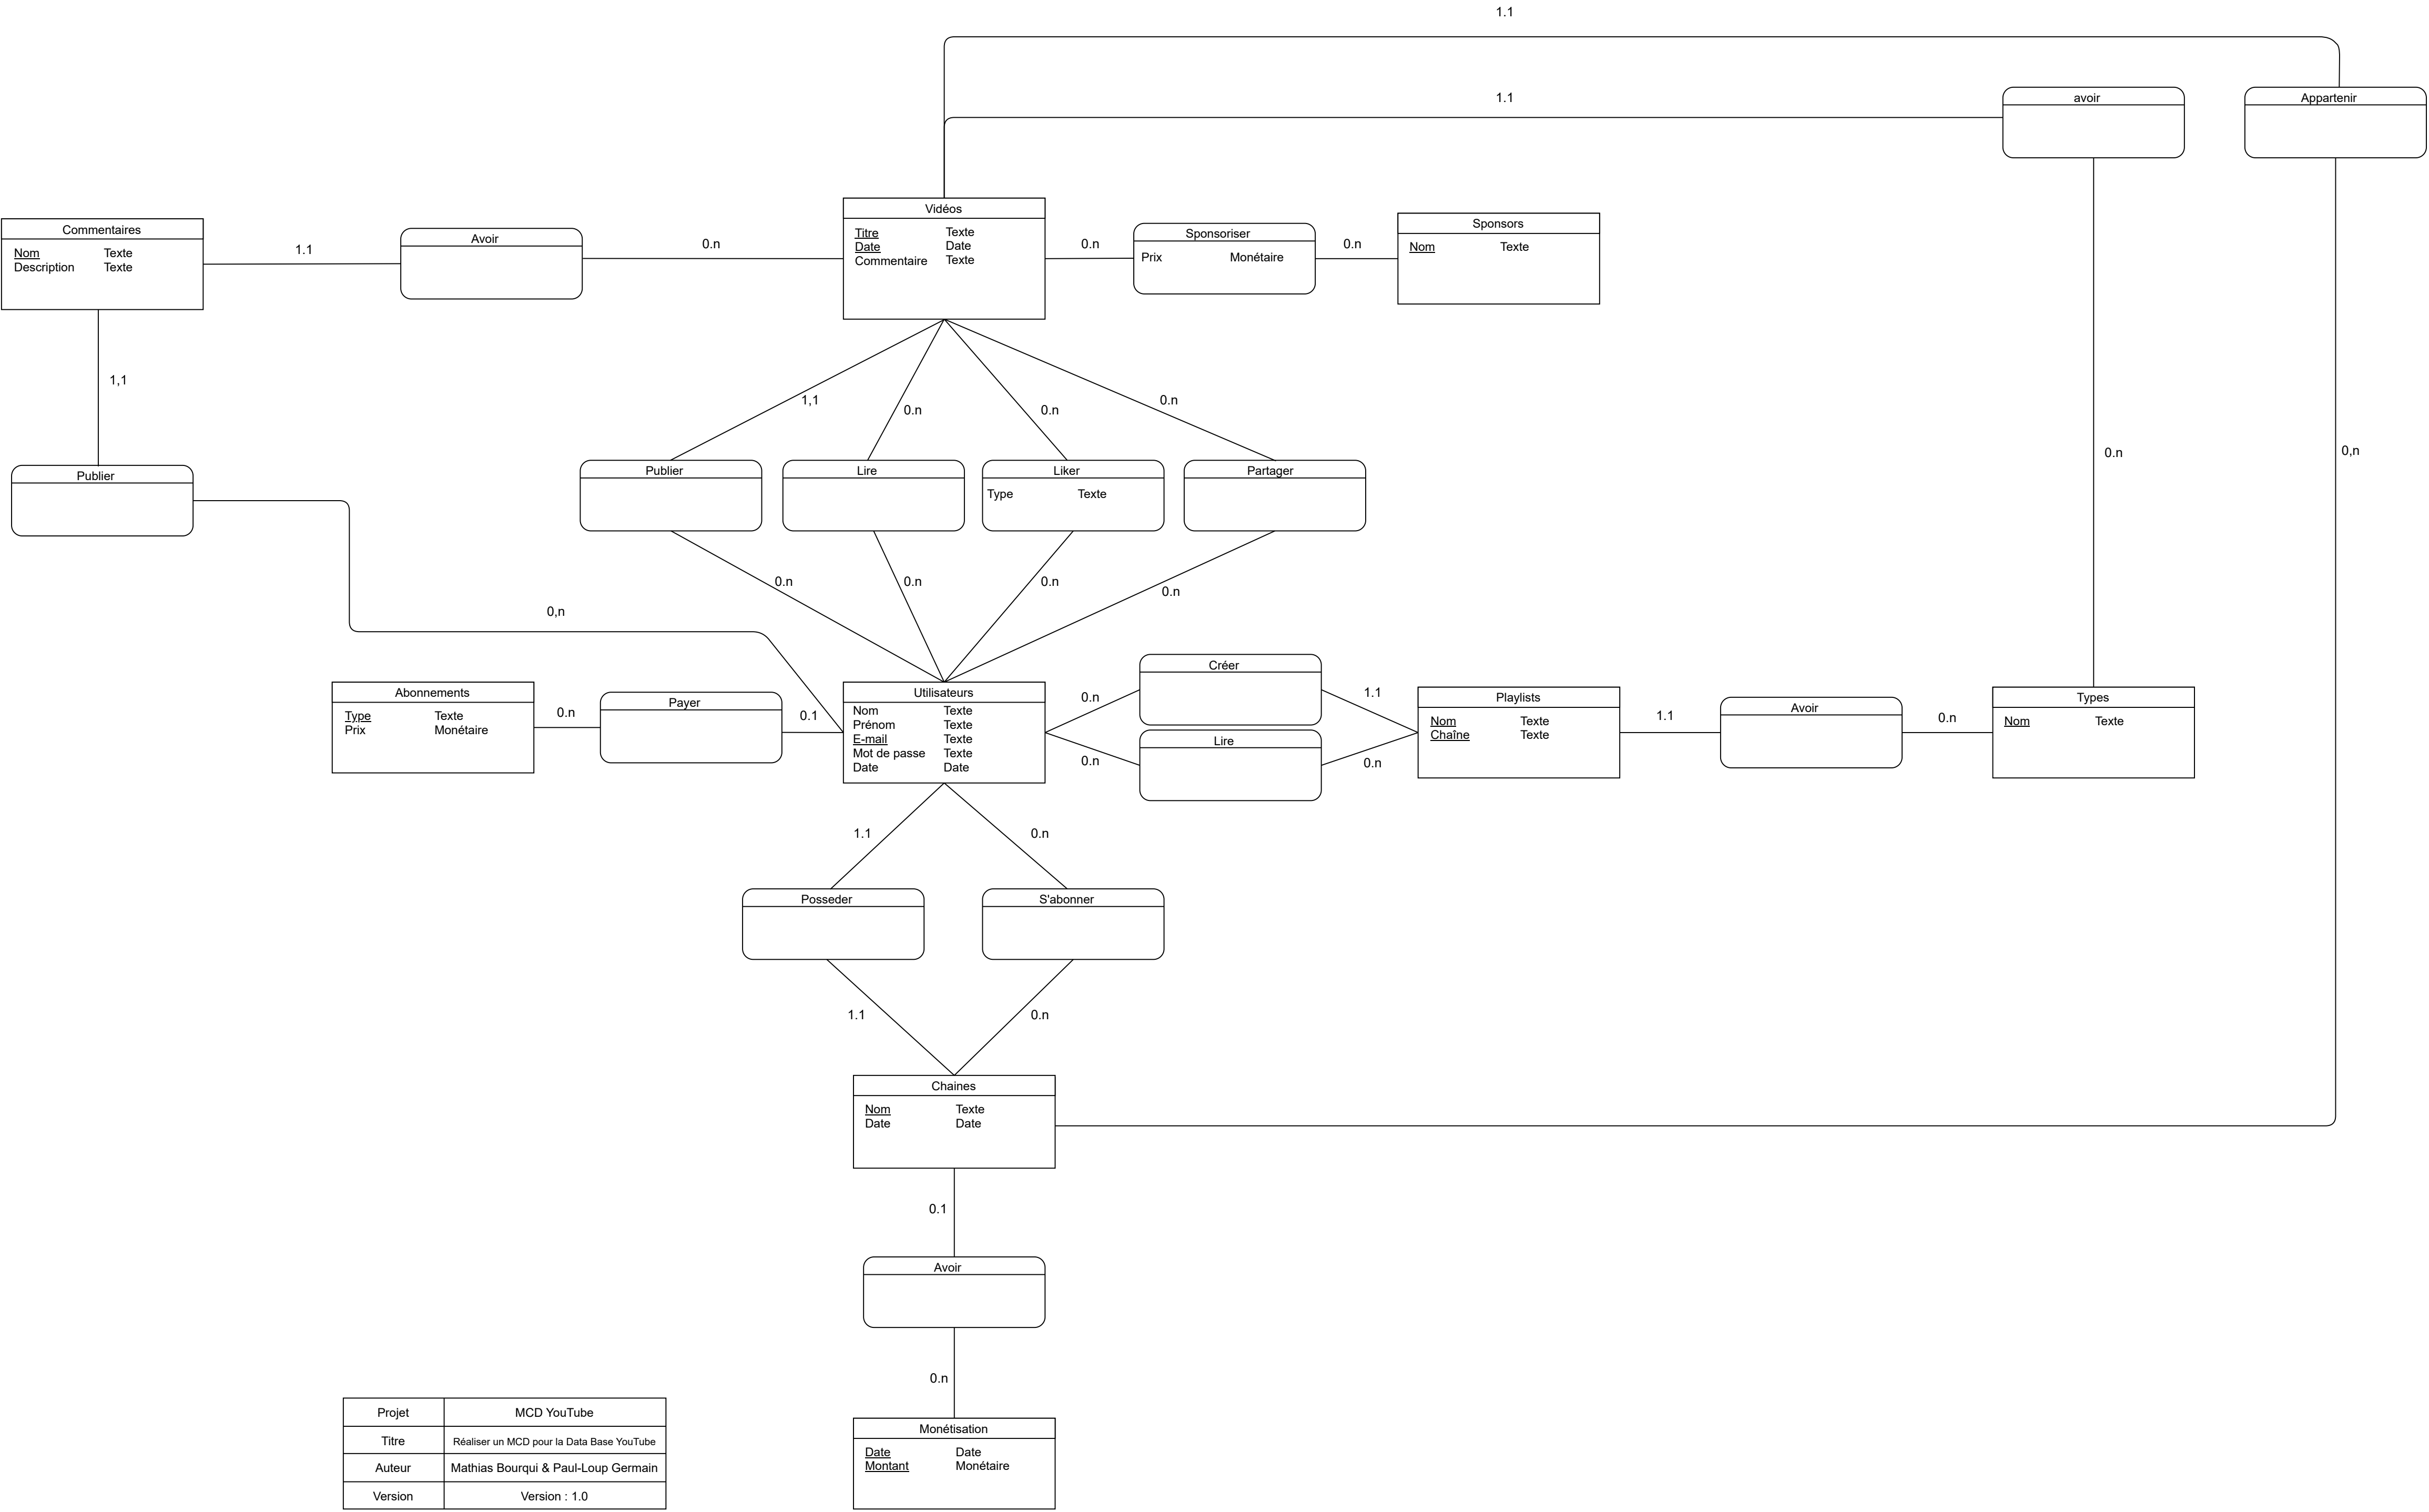 1.1
1.1
avoir
Appartenir
Vidéos
Titre Texte
Date Date
Commentaire Texte
Commentaires
Nom Texte
Description Texte
1.1
Avoir
0.n
0.n
Sponsoriser
Prix Monétaire
0.n
Sponsors
Nom Texte
1,1
1,1
0.n
0.n
0.n
0.n
0,n
Publier
Publier
Lire
Liker
Type Texte
Partager
0.n
0.n
0.n
0.n
0,n
Abonnements
Type Texte
Prix Monétaire
0.n
Payer
0.1
Utilisateurs
Nom Texte
Prénom Texte
E-mail Texte
Mot de passe Texte
Date Date
0.n
0.n
Créer
Lire
1.1
0.n
Playlists
Nom Texte
Chaîne Texte
1.1
Avoir
0.n
Types
Nom Texte
1.1
0.n
Posseder
S'abonner
1.1
0.n
Chaines
Nom Texte
Date Date
0.1
Avoir
0.n
Monétisation
Date Date
Montant Monétaire
Projet MCD YouTube
Titre Réaliser un MCD pour la Data Base YouTube
Auteur Mathias Bourqui & Paul-Loup Germain
Version Version : 1.0